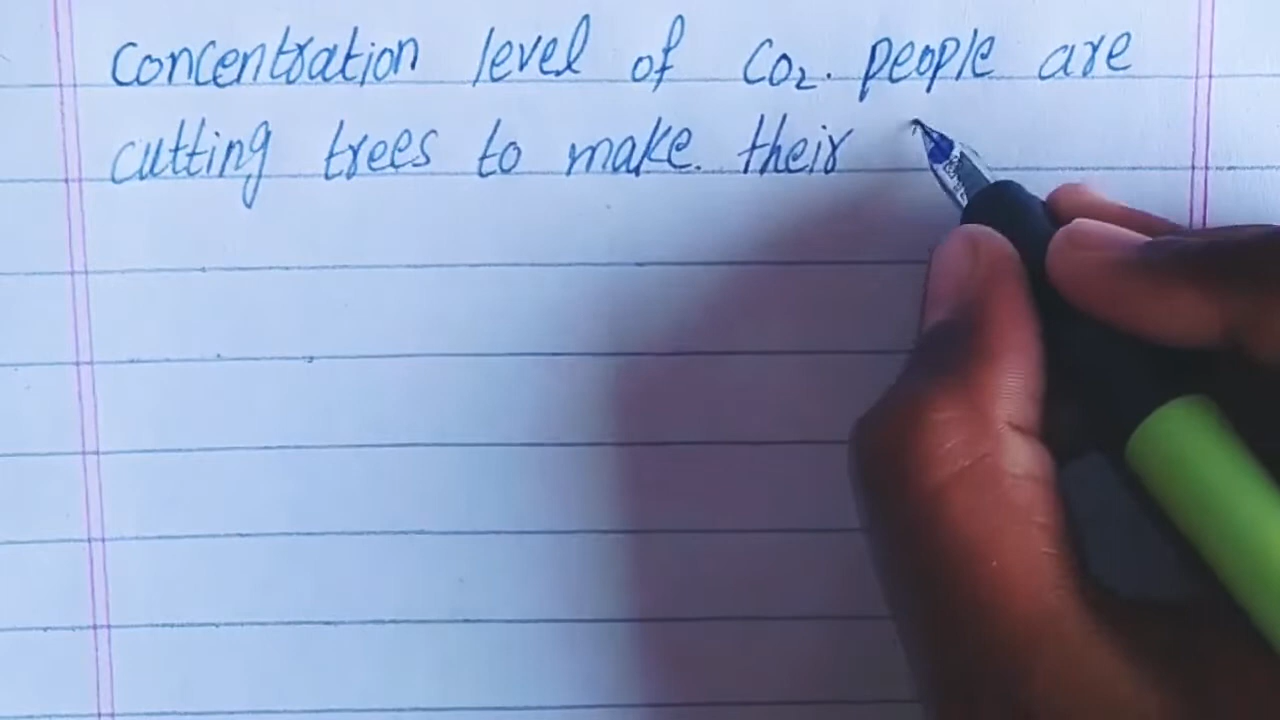 Concentration level of CO₂. people are
cutting trees to make. their